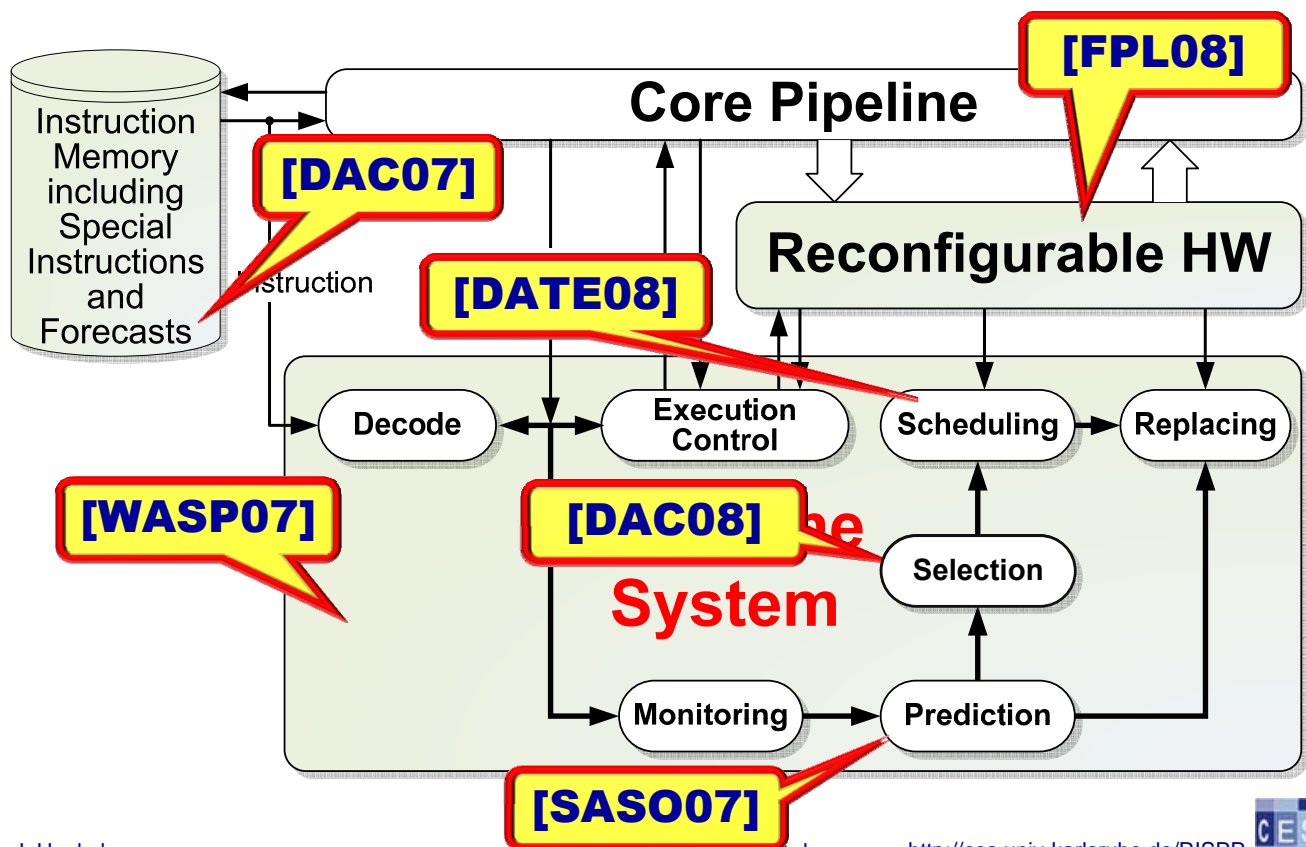 [FPL08]
Core Pipeline
Instruction
Memory
including
Special
Instructions
and
Forecasts
[DAC07]
Reconfigurable HW
[DATE08]
Decode
Execution
Control
Scheduling
Replacing
[WASP07]
[DAC08]
System
Selection
Monitoring
Prediction
[SASO07]